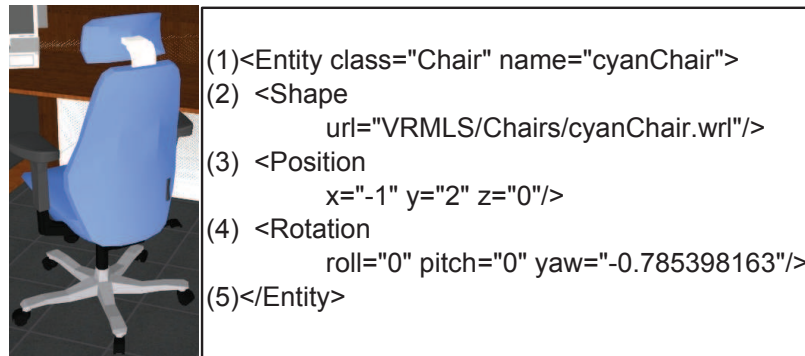 (1)<Entity class="Chair" name="cyanChair">
(2) <Shape
url="VRMLS/Chairs/cyanChair.wrl"/>
(3) <Position
x="-1" y="2" z="0"/>
(4) <Rotation
roll="0" pitch="0" yaw="-0.785398163"/>
(5)</Entity>